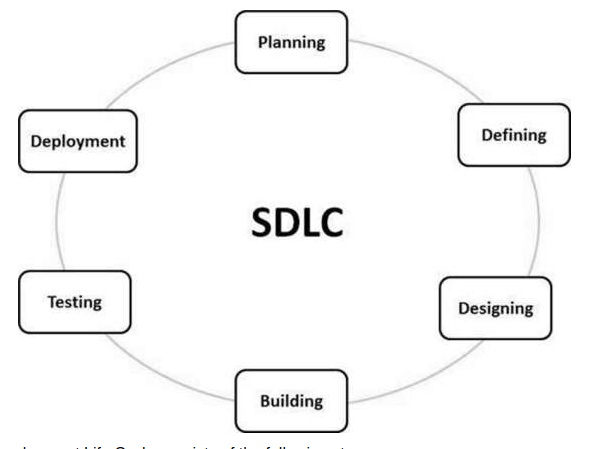 Planning
Defining
Deployment
SDLC
Testing
Designing
Building